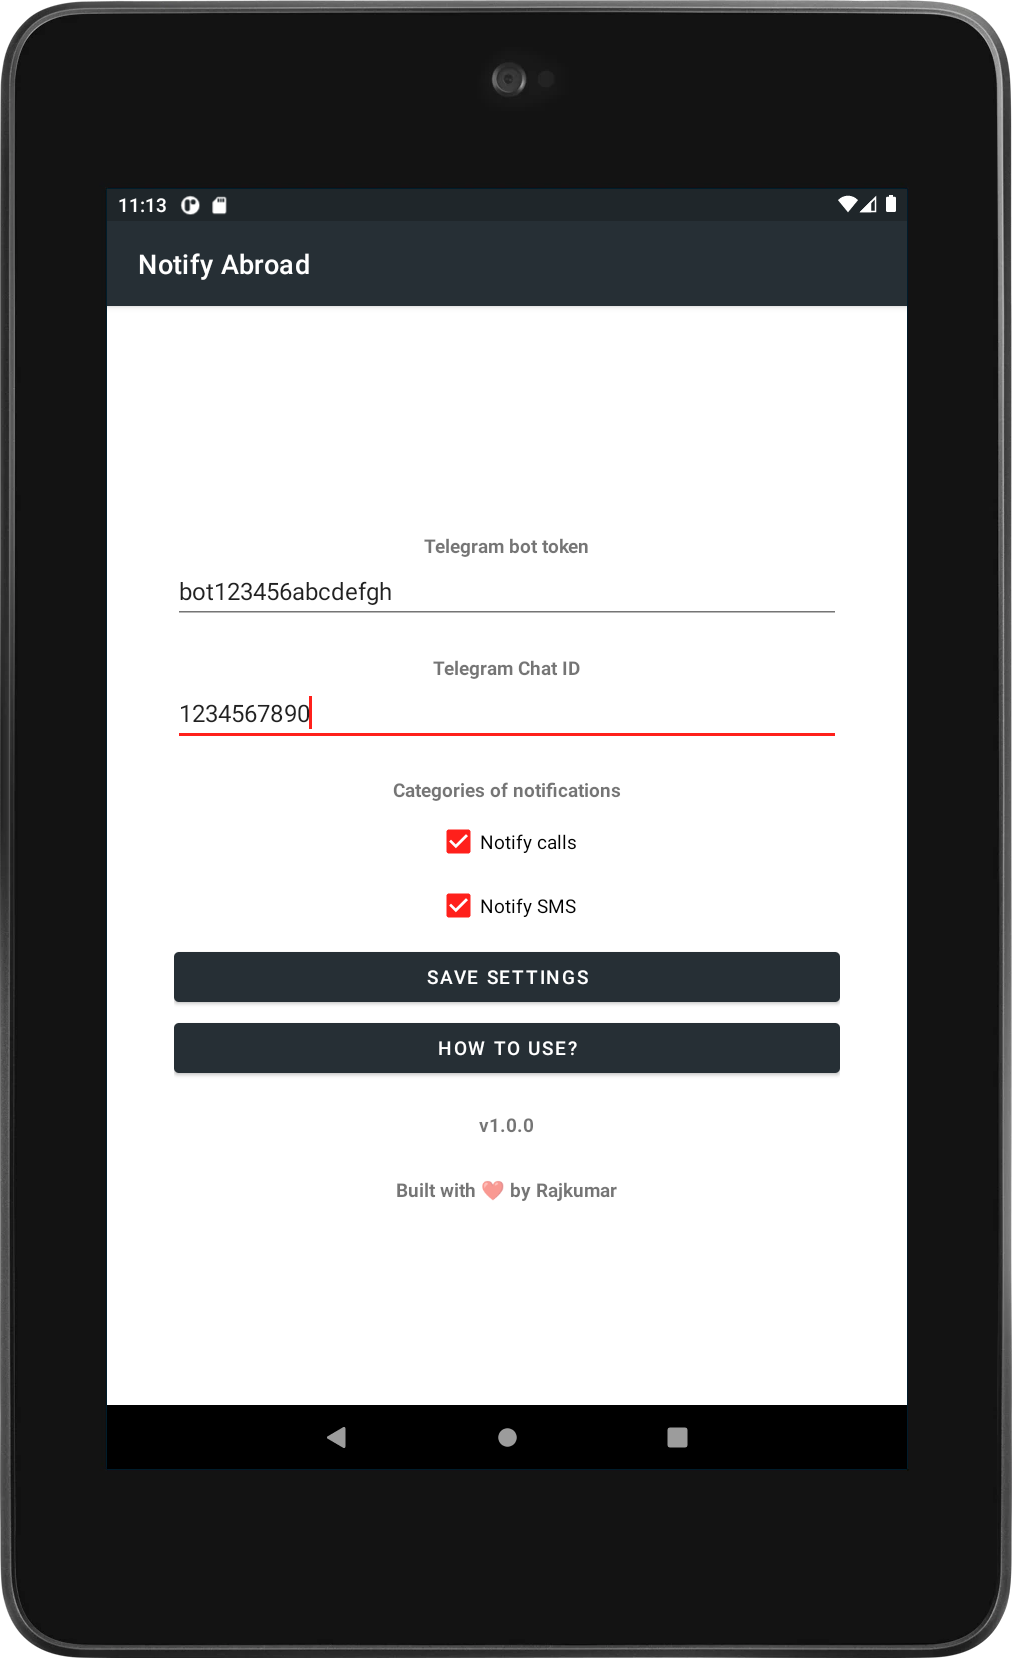 11:13
Notify Abroad
Telegram bot token
bot123456abcdefgh
Telegram Chat ID
1234567890
Categories of notifications
Notify calls
Notify SMS
SAVE SETTINGS
HOW TO USE?
v1.0.0
Built with ❤️ by Rajkumar